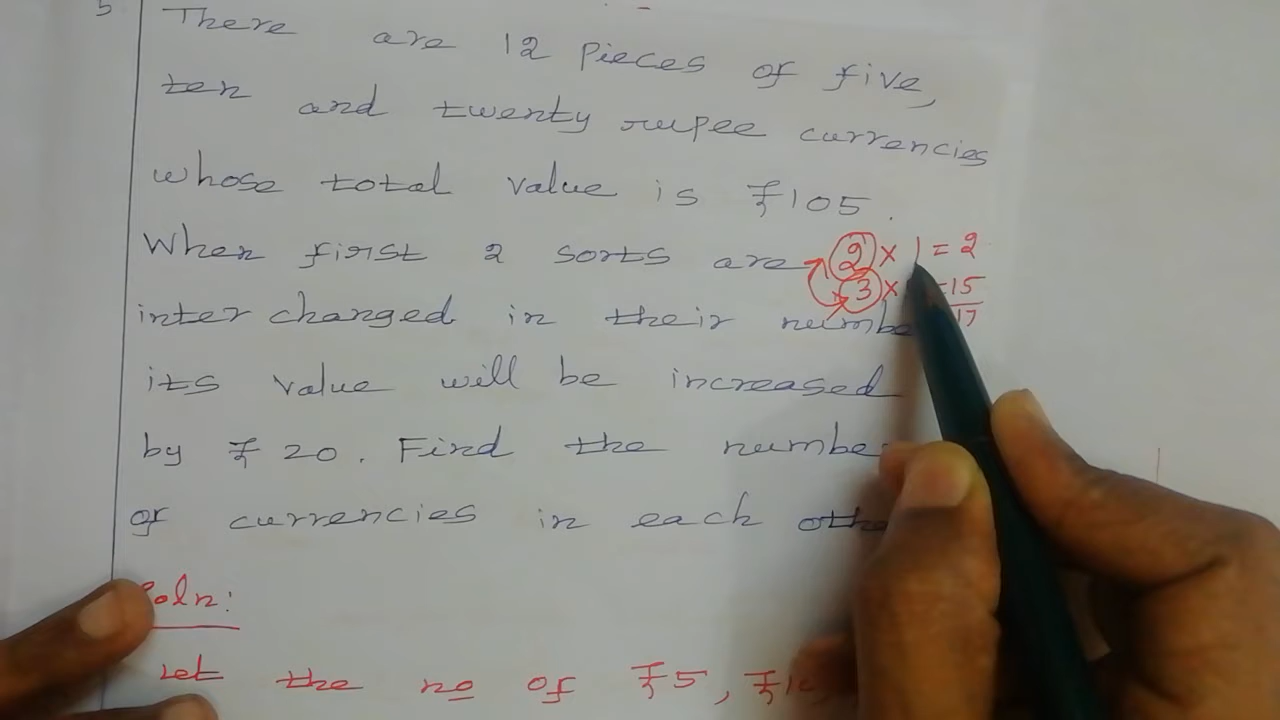 5 There are 12 pieces of five,
ten and twenty rupee currencies
whose total value is ₹105.
When first 2 sorts are 2 × 1 = 2
3 × = 15
17
interchanged in their
its value will be increased
by ₹ 20. Find the
of currencies in each
Soln:
Let the no of ₹5,